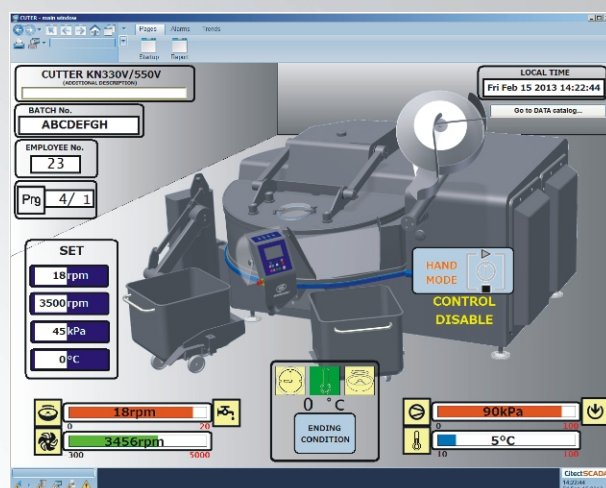 CUTER - main window
Pages Alarms Trends
Startup Report
CUTTER KN330V/550V
(ADDITIONAL DESCRIPTION)
LOCAL TIME
Fri Feb 15 2013 14:22:44
Go to DATA catalog...
BATCH No.
ABCDEFGH
EMPLOYEE No.
23
Prg 4/ 1
SET
18 rpm
3500 rpm
45 kPa
0 °C
HAND
MODE
CONTROL
DISABLE
0 °C
ENDING
CONDITION
18rpm
0 20
3456rpm
300 5000
90kPa
0 100
5°C
10 100
CitectSCADA
14:22:44